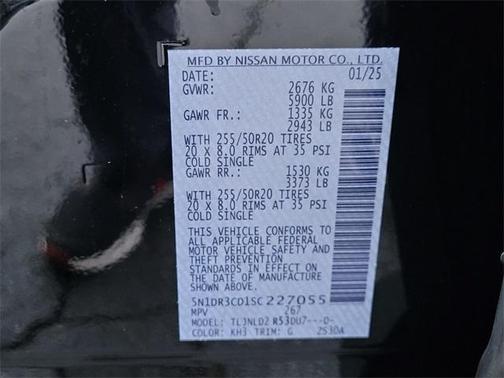 MFD BY NISSAN MOTOR CO., LTD.
DATE: 01/25
GVWR: 2676 KG
5900 LB
GAWR FR.: 1335 KG
2943 LB
WITH 255/50R20 TIRES
20 x 8.0 RIMS AT 35 PSI
COLD SINGLE
GAWR RR.: 1530 KG
3373 LB
WITH 255/50R20 TIRES
20 x 8.0 RIMS AT 35 PSI
COLD SINGLE
THIS VEHICLE CONFORMS TO
ALL APPLICABLE FEDERAL
MOTOR VEHICLE SAFETY AND
AND THEFT PREVENTION
STANDARDS IN EFFECT ON
THE DATE OF MANUFACTURE
SHOWN ABOVE.
5N1DR3CD1SC227055
MPV 267
MODEL: TLJNLD2 R53DU7---D-
COLOR: KH3 TRIM: G 2530A